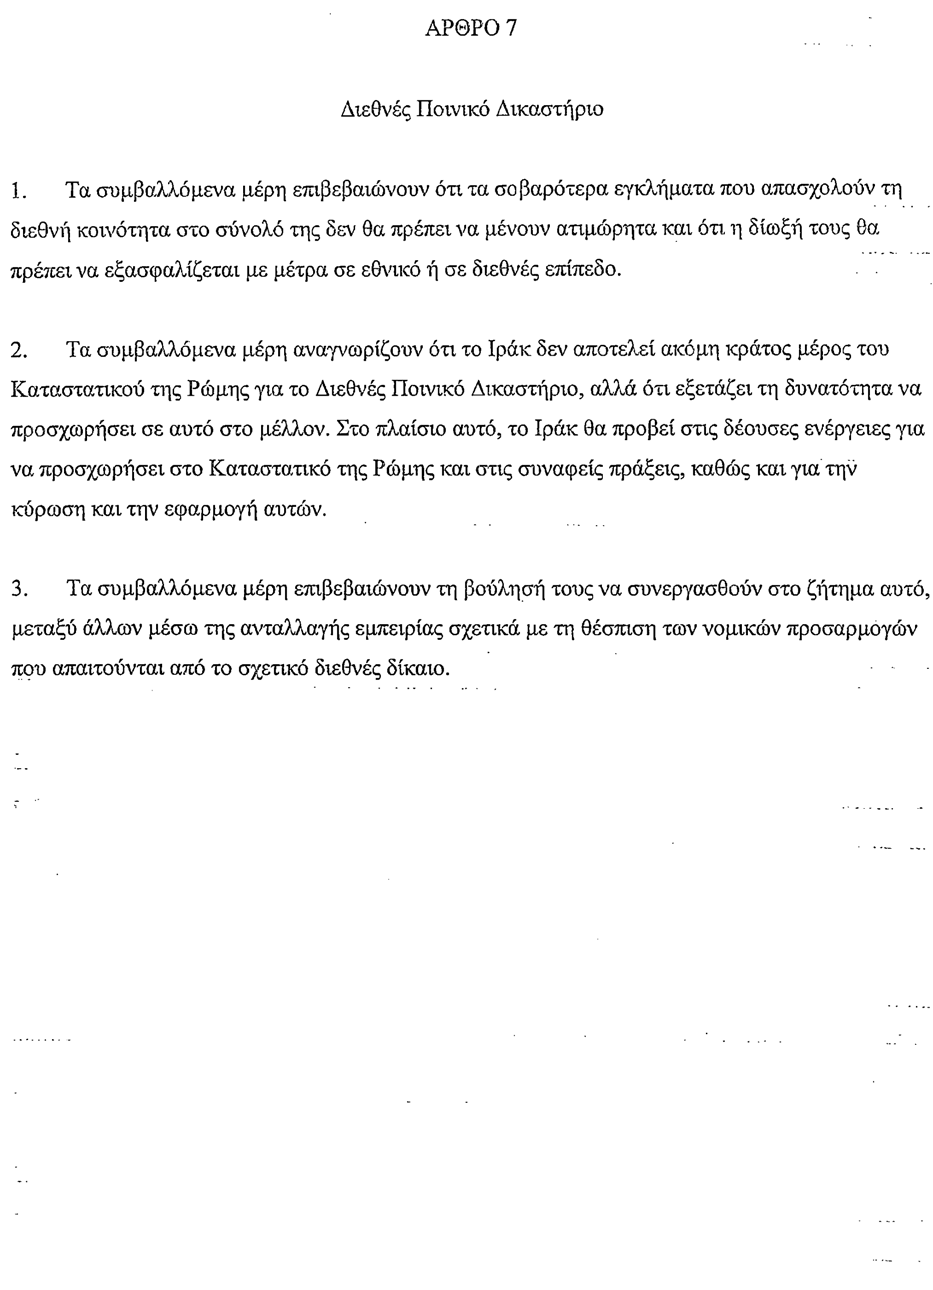 ΑΡΘΡΟ 7
Διεθνές Ποινικό Δικαστήριο
1. Τα συμβαλλόμενα μέρη επιβεβαιώνουν ότι τα σοβαρότερα εγκλήματα που απασχολούν τη
διεθνή κοινότητα στο σύνολό της δεν θα πρέπει να μένουν ατιμώρητα και ότι η δίωξή τους θα
πρέπει να εξασφαλίζεται με μέτρα σε εθνικό ή σε διεθνές επίπεδο.
2. Τα συμβαλλόμενα μέρη αναγνωρίζουν ότι το Ιράκ δεν αποτελεί ακόμη κράτος μέρος του
Καταστατικού της Ρώμης για το Διεθνές Ποινικό Δικαστήριο, αλλά ότι εξετάζει τη δυνατότητα να
προσχωρήσει σε αυτό στο μέλλον. Στο πλαίσιο αυτό, το Ιράκ θα προβεί στις δέουσες ενέργειες για
να προσχωρήσει στο Καταστατικό της Ρώμης και στις συναφείς πράξεις, καθώς και για την
κύρωση και την εφαρμογή αυτών.
3. Τα συμβαλλόμενα μέρη επιβεβαιώνουν τη βούλησή τους να συνεργασθούν στο ζήτημα αυτό,
μεταξύ άλλων μέσω της ανταλλαγής εμπειρίας σχετικά με τη θέσπιση των νομικών προσαρμογών
που απαιτούνται από το σχετικό διεθνές δίκαιο.